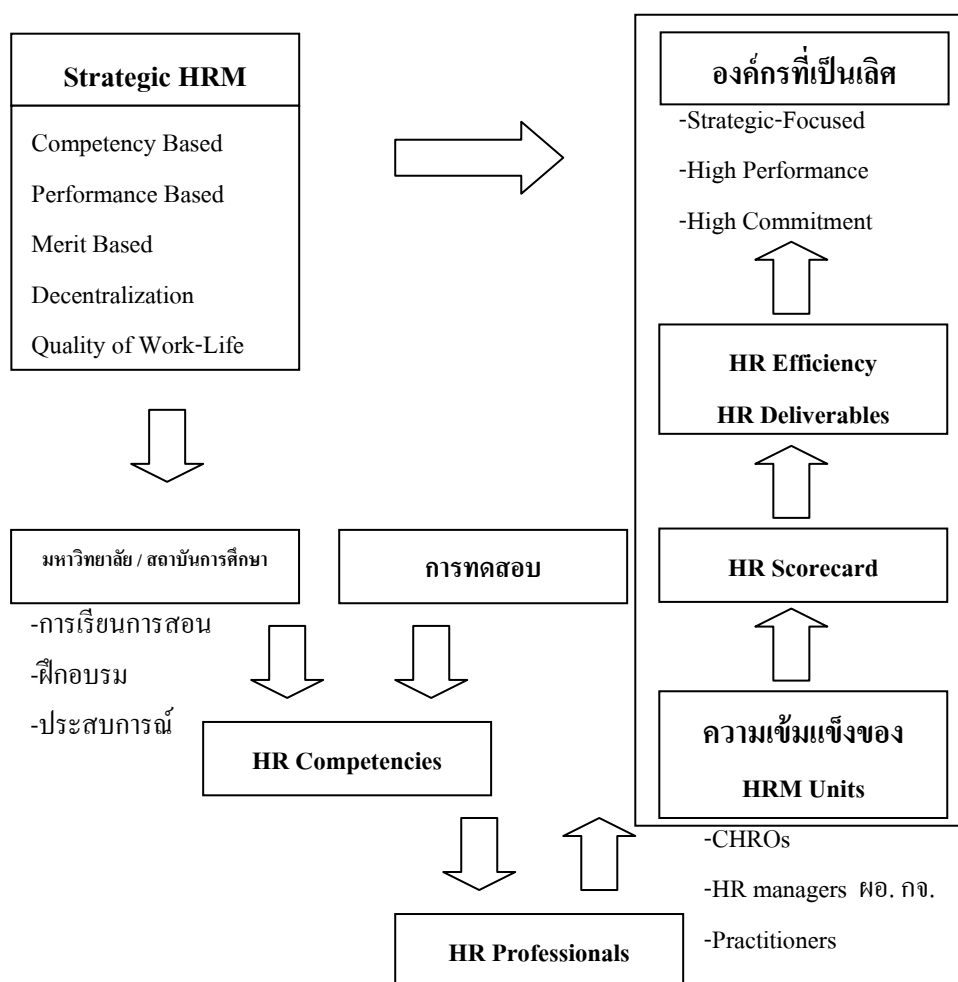 Strategic HRM
Competency Based
Performance Based
Merit Based
Decentralization
Quality of Work-Life
องค์กรที่เป็นเลิศ
-Strategic-Focused
-High Performance
-High Commitment
HR Efficiency
HR Deliverables
มหาวิทยาลัย / สถาบันการศึกษา
-การเรียนการสอน
-ฝึกอบรม
-ประสบการณ์
การทดสอบ
HR Scorecard
HR Competencies
ความเข้มแข็งของ
HRM Units
-CHROs
-HR managers ผอ. กจ.
-Practitioners
HR Professionals